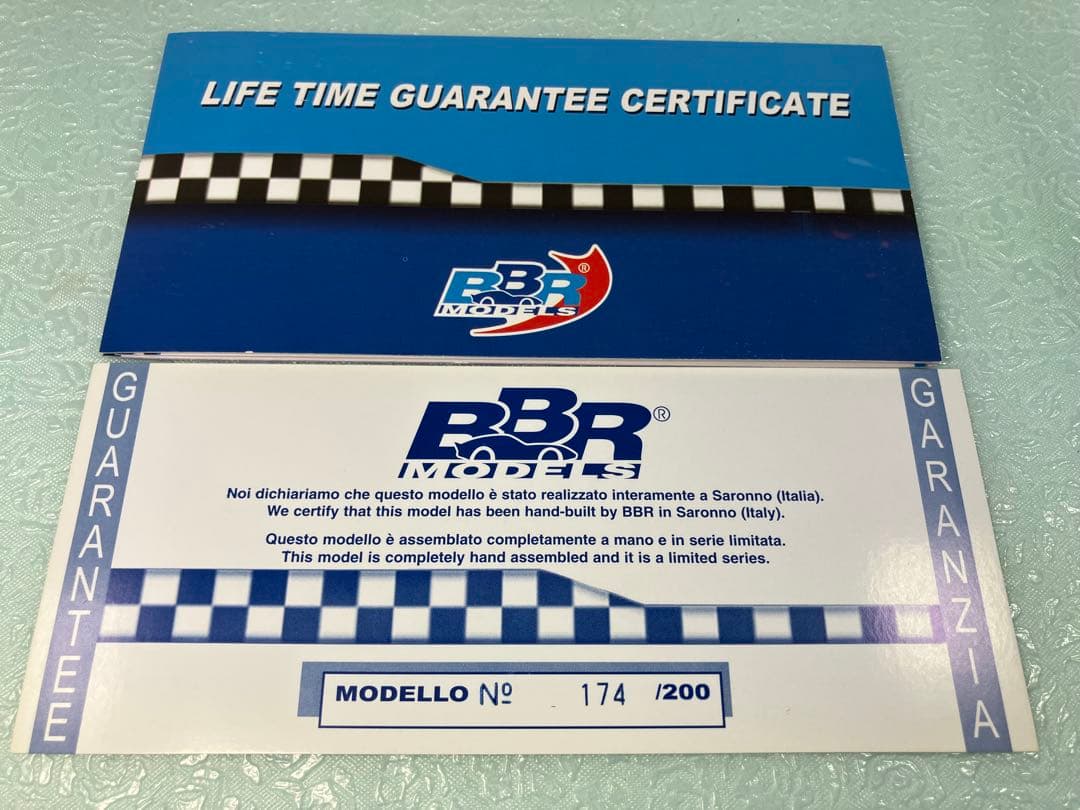 LIFE TIME GUARANTEE CERTIFICATE
BBR®
MODELS
GUARANTEE
BBR®
MODELS
Noi dichiariamo che questo modello è stato realizzato interamente a Saronno (Italia).
We certify that this model has been hand-built by BBR in Saronno (Italy).
Questo modello è assemblato completamente a mano e in serie limitata.
This model is completely hand assembled and it is a limited series.
MODELLO Nº 174 /200
GARANZIA